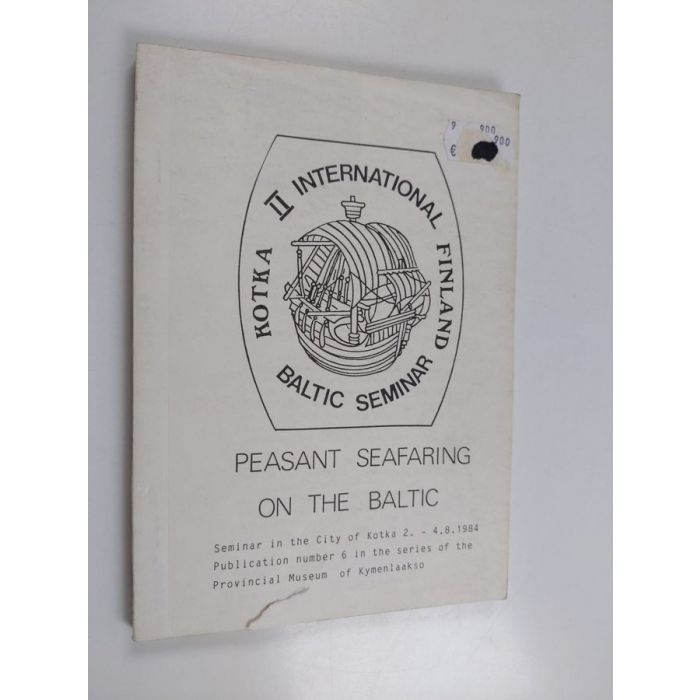 II INTERNATIONAL
KOTKA
FINLAND
BALTIC SEMINAR
9 900
900
€
PEASANT SEAFARING
ON THE BALTIC
Seminar in the City of Kotka 2. - 4.8.1984
Publication number 6 in the series of the
Provincial Museum of Kymenlaakso